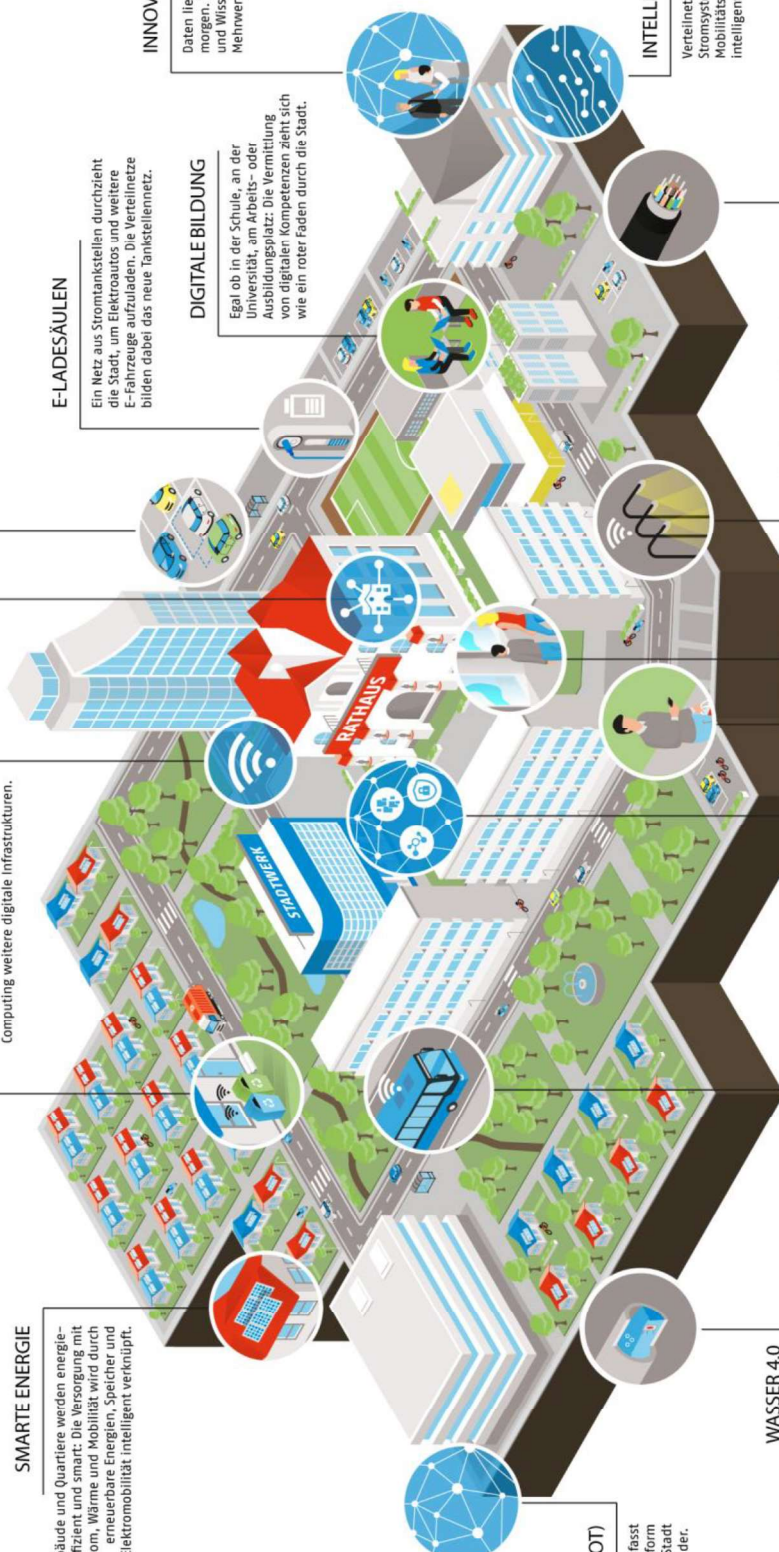 Computing weitere digitale Infrastrukturen.
SMARTE ENERGIE
äude und Quartiere werden energie-
fizient und smart: Die Versorgung mit
om, Wärme und Mobilität wird durch
erneuerbare Energien, Speicher und
Elektromobilität intelligent verknüpft.
E-LADESÄULEN
Ein Netz aus Stromtankstellen durchzieht
die Stadt, um Elektroautos und weitere
E-Fahrzeuge aufzuladen. Die Verteilnetze
bilden dabei das neue Tankstellennetz.
INNOV
Daten lie
morgen.
und Wiss
Mehrwer
DIGITALE BILDUNG
Egal ob in der Schule, an der
Universität, am Arbeits- oder
Ausbildungsplatz: Die Vermittlung
von digitalen Kompetenzen zieht sich
wie ein roter Faden durch die Stadt.
STADTWERK
RATHAUS
OT)
fasst
form
Stadt
der.
INTELL
Verteilnet
Stromsyste
Mobilitäts
intelligen
WASSER 4.0